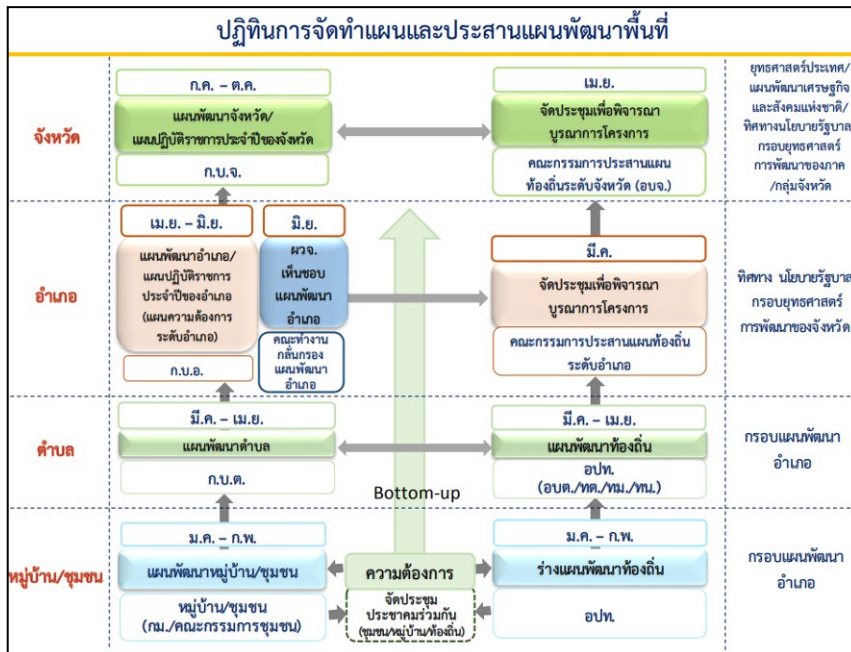 ปฏิทินการจัดทำแผนและประสานแผนพัฒนาพื้นที่
จังหวัด
ก.ค. – ต.ค.
แผนพัฒนาจังหวัด/
แผนปฏิบัติราชการประจำปีของจังหวัด
ก.บ.จ.
เม.ย.
จัดประชุมเพื่อพิจารณา
บูรณาการโครงการ
คณะกรรมการประสานแผน
ท้องถิ่นระดับจังหวัด (อบจ.)
ยุทธศาสตร์ประเทศ/
แผนพัฒนาเศรษฐกิจ
และสังคมแห่งชาติ/
ทิศทางนโยบายรัฐบาล
กรอบยุทธศาสตร์
การพัฒนาของภาค
/กลุ่มจังหวัด
อำเภอ
เม.ย. – มิ.ย.
แผนพัฒนาอำเภอ/
แผนปฏิบัติราชการ
ประจำปีของอำเภอ
(แผนความต้องการ
ระดับอำเภอ)
ก.บ.อ.
มิ.ย.
ผวจ.
เห็นชอบ
แผนพัฒนา
อำเภอ
คณะทำงาน
กลั่นกรอง
แผนพัฒนา
อำเภอ
มี.ค.
จัดประชุมเพื่อพิจารณา
บูรณาการโครงการ
คณะกรรมการประสานแผนท้องถิ่น
ระดับอำเภอ
ทิศทาง นโยบายรัฐบาล
กรอบยุทธศาสตร์
การพัฒนาของจังหวัด
ตำบล
มี.ค. – เม.ย.
แผนพัฒนาตำบล
ก.บ.ต.
Bottom-up
มี.ค. – เม.ย.
แผนพัฒนาท้องถิ่น
อปท.
(อบต./ทต./ทม./ทน.)
กรอบแผนพัฒนา
อำเภอ
หมู่บ้าน/ชุมชน
ม.ค. – ก.พ.
แผนพัฒนาหมู่บ้าน/ชุมชน
หมู่บ้าน/ชุมชน
(กม./คณะกรรมการชุมชน)
ความต้องการ
จัดประชุม
ประชาคมร่วมกัน
(ชุมชน/หมู่บ้าน/ท้องถิ่น)
ม.ค. – ก.พ.
ร่างแผนพัฒนาท้องถิ่น
อปท.
กรอบแผนพัฒนา
อำเภอ